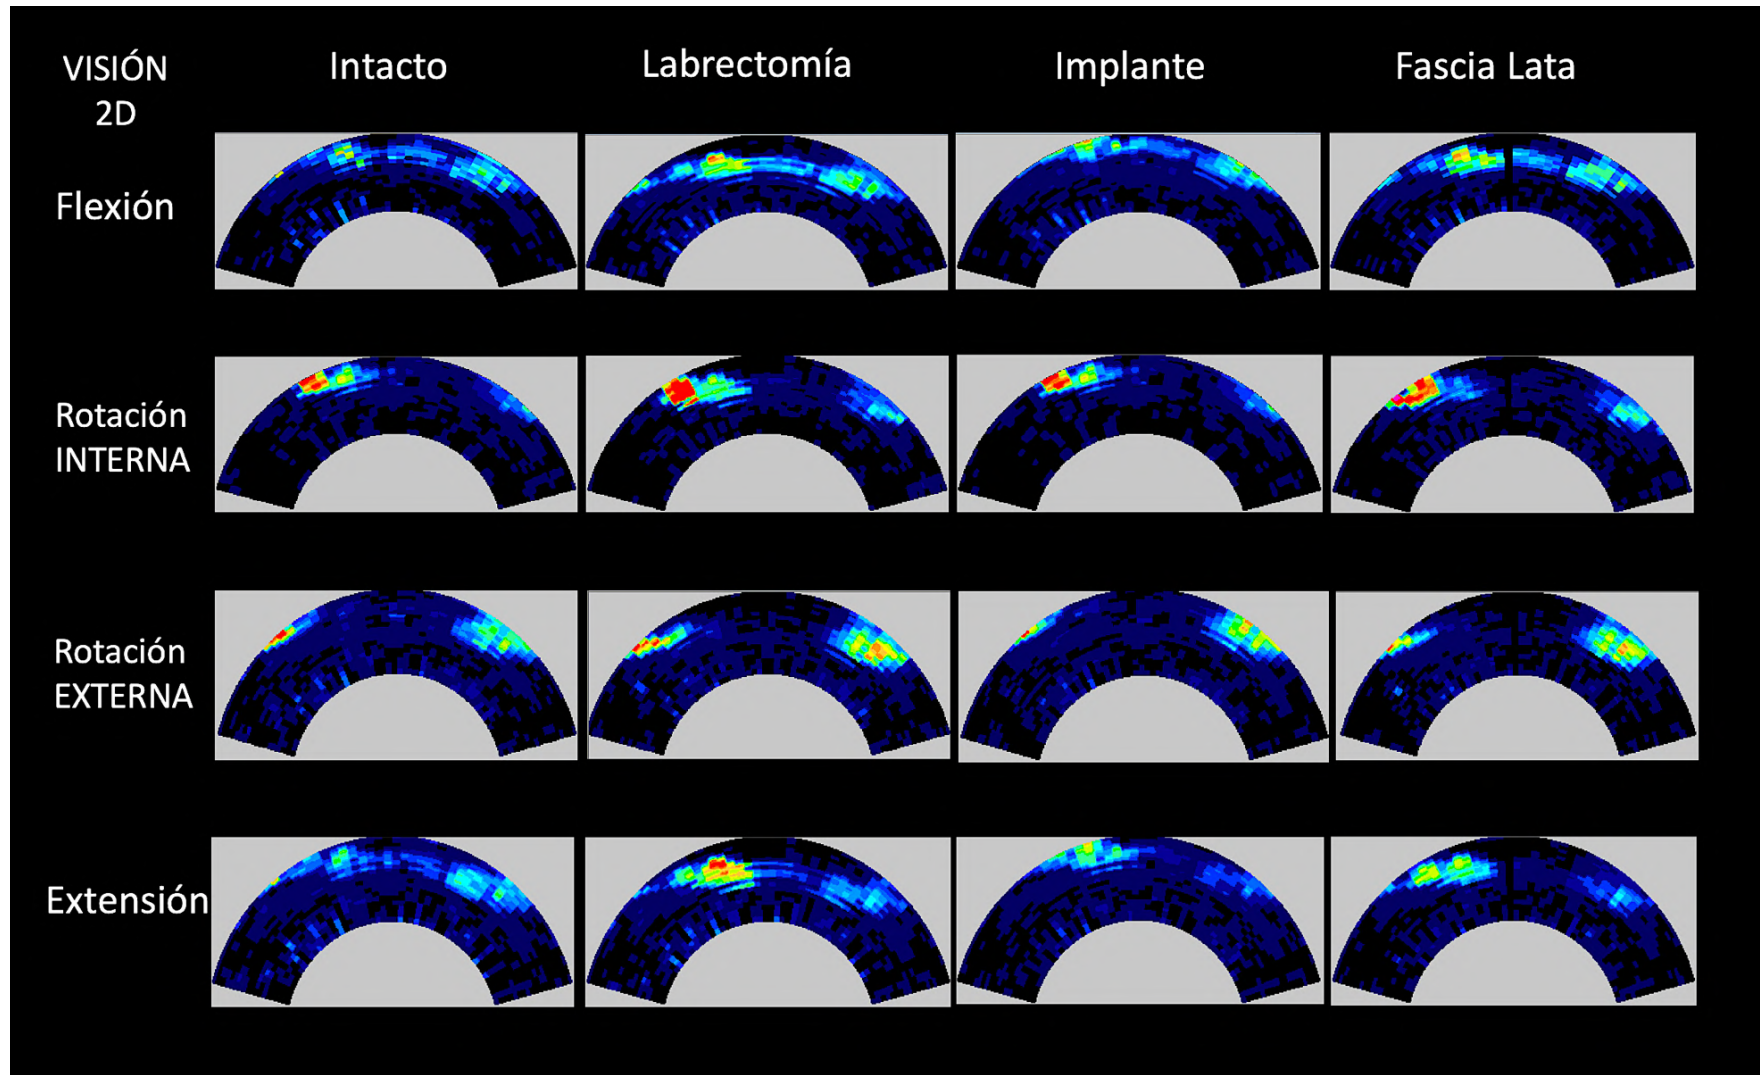 VISIÓN
2D
Intacto
Labrectomía
Implante
Fascia Lata
Flexión
Rotación
INTERNA
Rotación
EXTERNA
Extensión